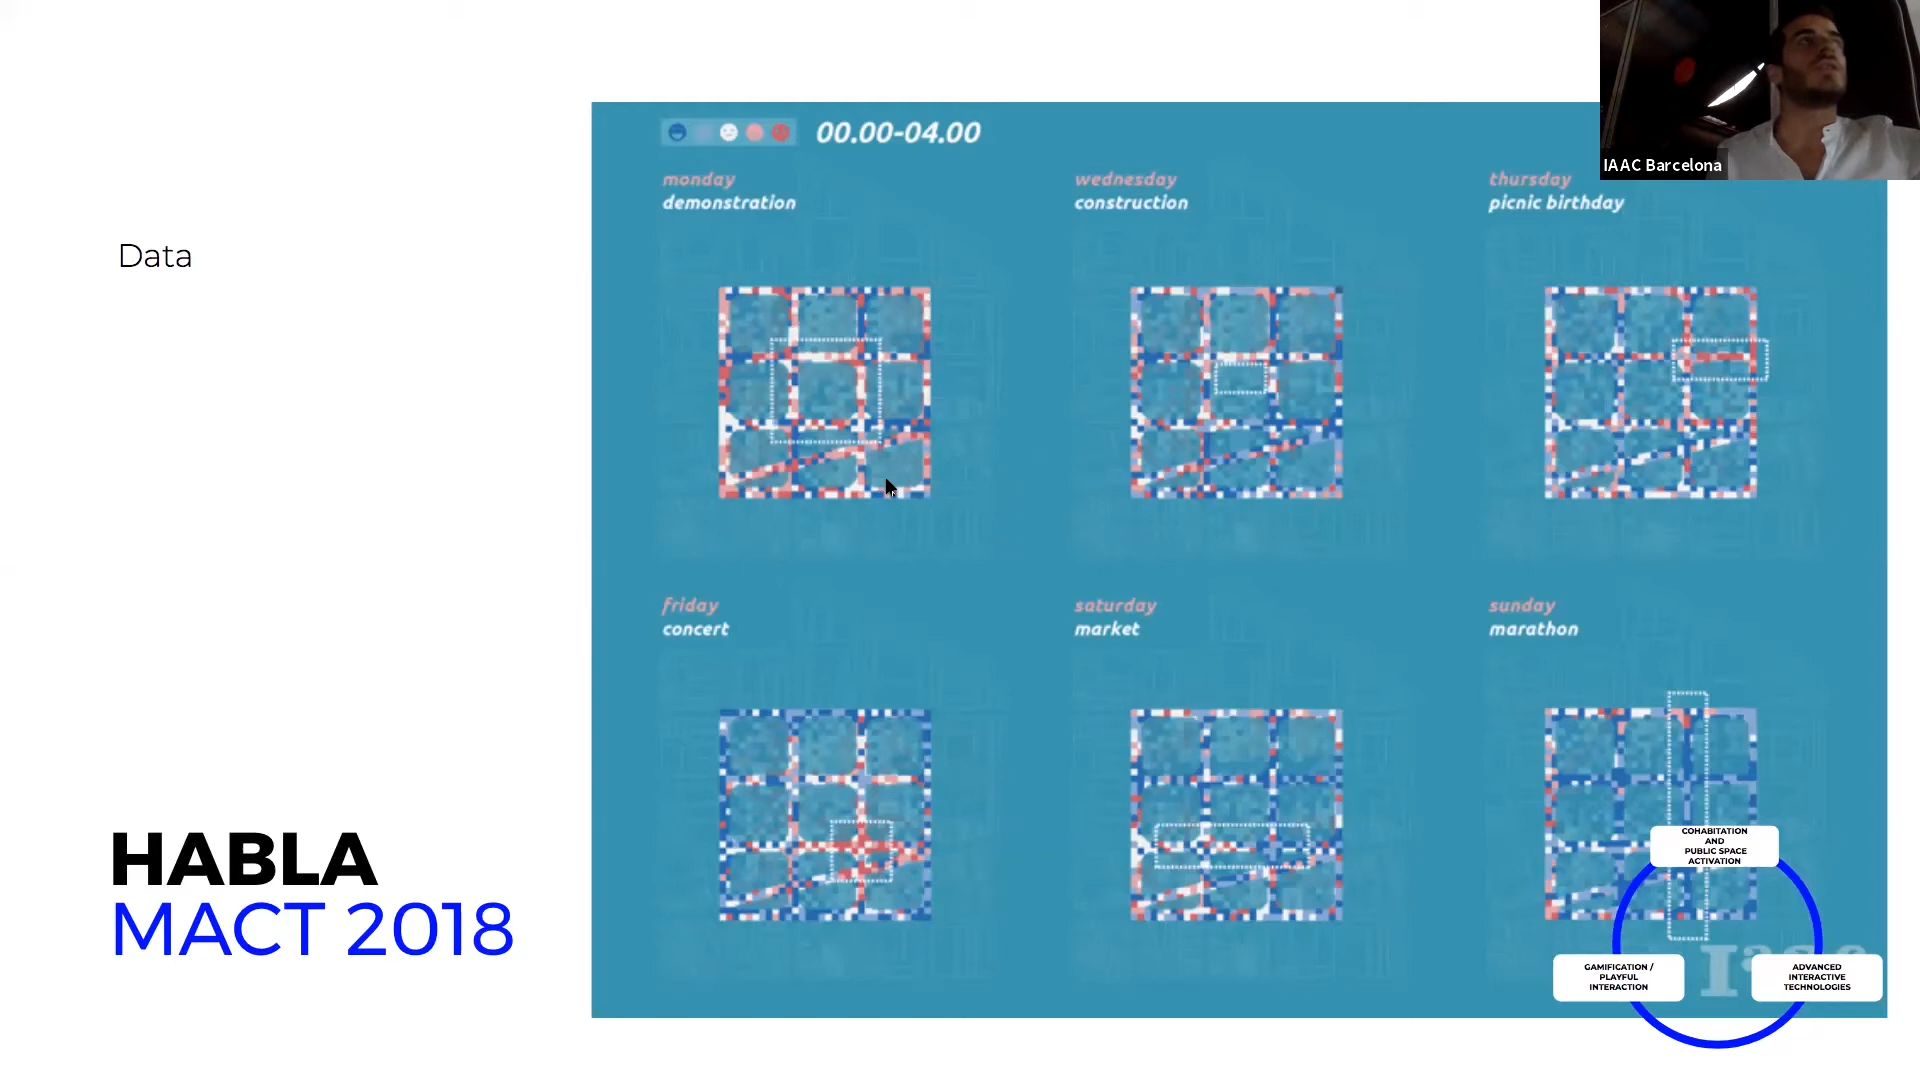 IAAC Barcelona
00.00-04.00
monday
demonstration
wednesday
construction
thursday
picnic birthday
Data
friday
concert
saturday
market
sunday
marathon
HABLA
MACT 2018
COHABITATION
AND
PUBLIC SPACE
ACTIVATION
GAMIFICATION /
PLAYFUL
INTERACTION
ADVANCED
INTERACTIVE
TECHNOLOGIES